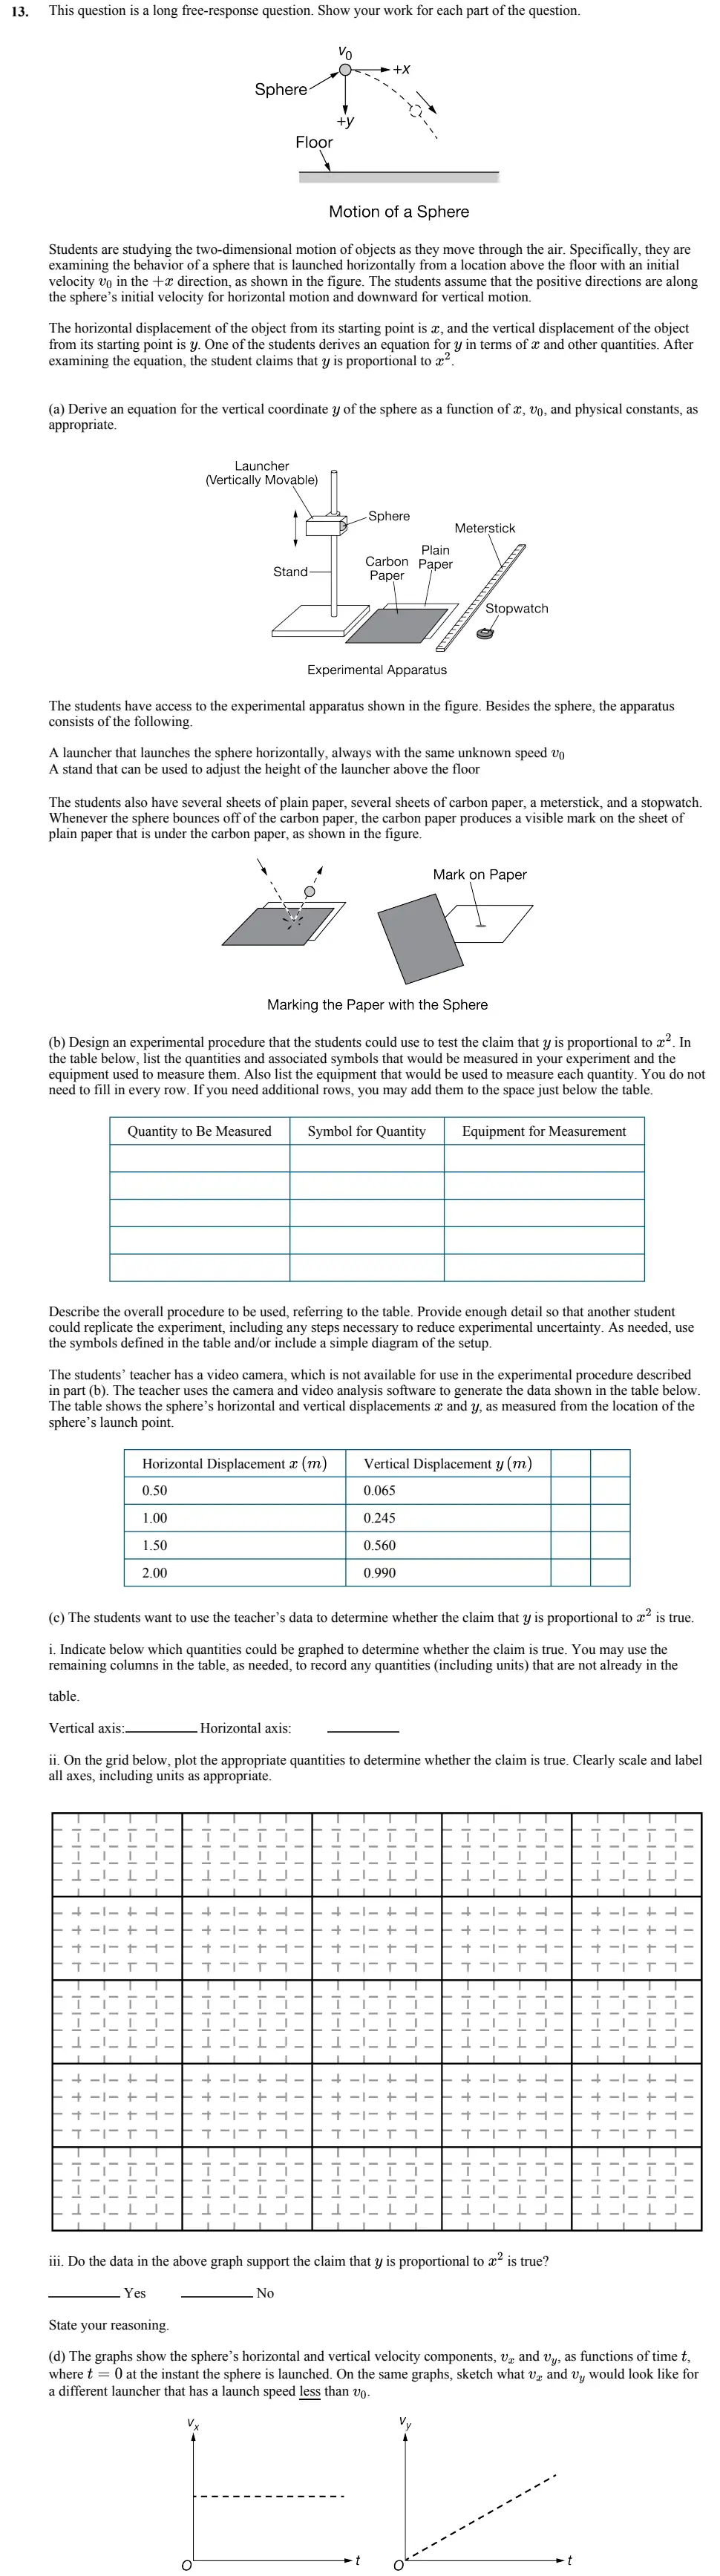 13. This question is a long free-response question. Show your work for each part of the question.
v0
+x
Sphere
+y
Floor
Motion of a Sphere
Students are studying the two-dimensional motion of objects as they move through the air. Specifically, they are
examining the behavior of a sphere that is launched horizontally from a location above the floor with an initial
velocity v0 in the +x direction, as shown in the figure. The students assume that the positive directions are along
the sphere's initial velocity for horizontal motion and downward for vertical motion.
The horizontal displacement of the object from its starting point is x, and the vertical displacement of the object
from its starting point is y. One of the students derives an equation for y in terms of x and other quantities. After
examining the equation, the student claims that y is proportional to x².
(a) Derive an equation for the vertical coordinate y of the sphere as a function of x, v0, and physical constants, as
appropriate.
Launcher
(Vertically Movable)
Sphere
Meterstick
Plain
Paper
Carbon
Paper
Stand
Stopwatch
Experimental Apparatus
The students have access to the experimental apparatus shown in the figure. Besides the sphere, the apparatus
consists of the following.
A launcher that launches the sphere horizontally, always with the same unknown speed v0
A stand that can be used to adjust the height of the launcher above the floor
The students also have several sheets of plain paper, several sheets of carbon paper, a meterstick, and a stopwatch.
Whenever the sphere bounces off of the carbon paper, the carbon paper produces a visible mark on the sheet of
plain paper that is under the carbon paper, as shown in the figure.
Mark on Paper
Marking the Paper with the Sphere
(b) Design an experimental procedure that the students could use to test the claim that y is proportional to x². In
the table below, list the quantities and associated symbols that would be measured in your experiment and the
equipment used to measure them. Also list the equipment that would be used to measure each quantity. You do not
need to fill in every row. If you need additional rows, you may add them to the space just below the table.
Quantity to Be Measured Symbol for Quantity Equipment for Measurement
Describe the overall procedure to be used, referring to the table. Provide enough detail so that another student
could replicate the experiment, including any steps necessary to reduce experimental uncertainty. As needed, use
the symbols defined in the table and/or include a simple diagram of the setup.
The students' teacher has a video camera, which is not available for use in the experimental procedure described
in part (b). The teacher uses the camera and video analysis software to generate the data shown in the table below.
The table shows the sphere's horizontal and vertical displacements x and y, as measured from the location of the
sphere's launch point.
Horizontal Displacement x (m) Vertical Displacement y (m)
0.50 0.065
1.00 0.245
1.50 0.560
2.00 0.990
(c) The students want to use the teacher's data to determine whether the claim that y is proportional to x² is true.
i. Indicate below which quantities could be graphed to determine whether the claim is true. You may use the
remaining columns in the table, as needed, to record any quantities (including units) that are not already in the
table.
Vertical axis:________ Horizontal axis: ________
ii. On the grid below, plot the appropriate quantities to determine whether the claim is true. Clearly scale and label
all axes, including units as appropriate.
iii. Do the data in the above graph support the claim that y is proportional to x² is true?
________ Yes ________ No
State your reasoning.
(d) The graphs show the sphere's horizontal and vertical velocity components, vx and vy, as functions of time t,
where t = 0 at the instant the sphere is launched. On the same graphs, sketch what vx and vy would look like for
a different launcher that has a launch speed less than v0.
vx
vy
O
t
O
t